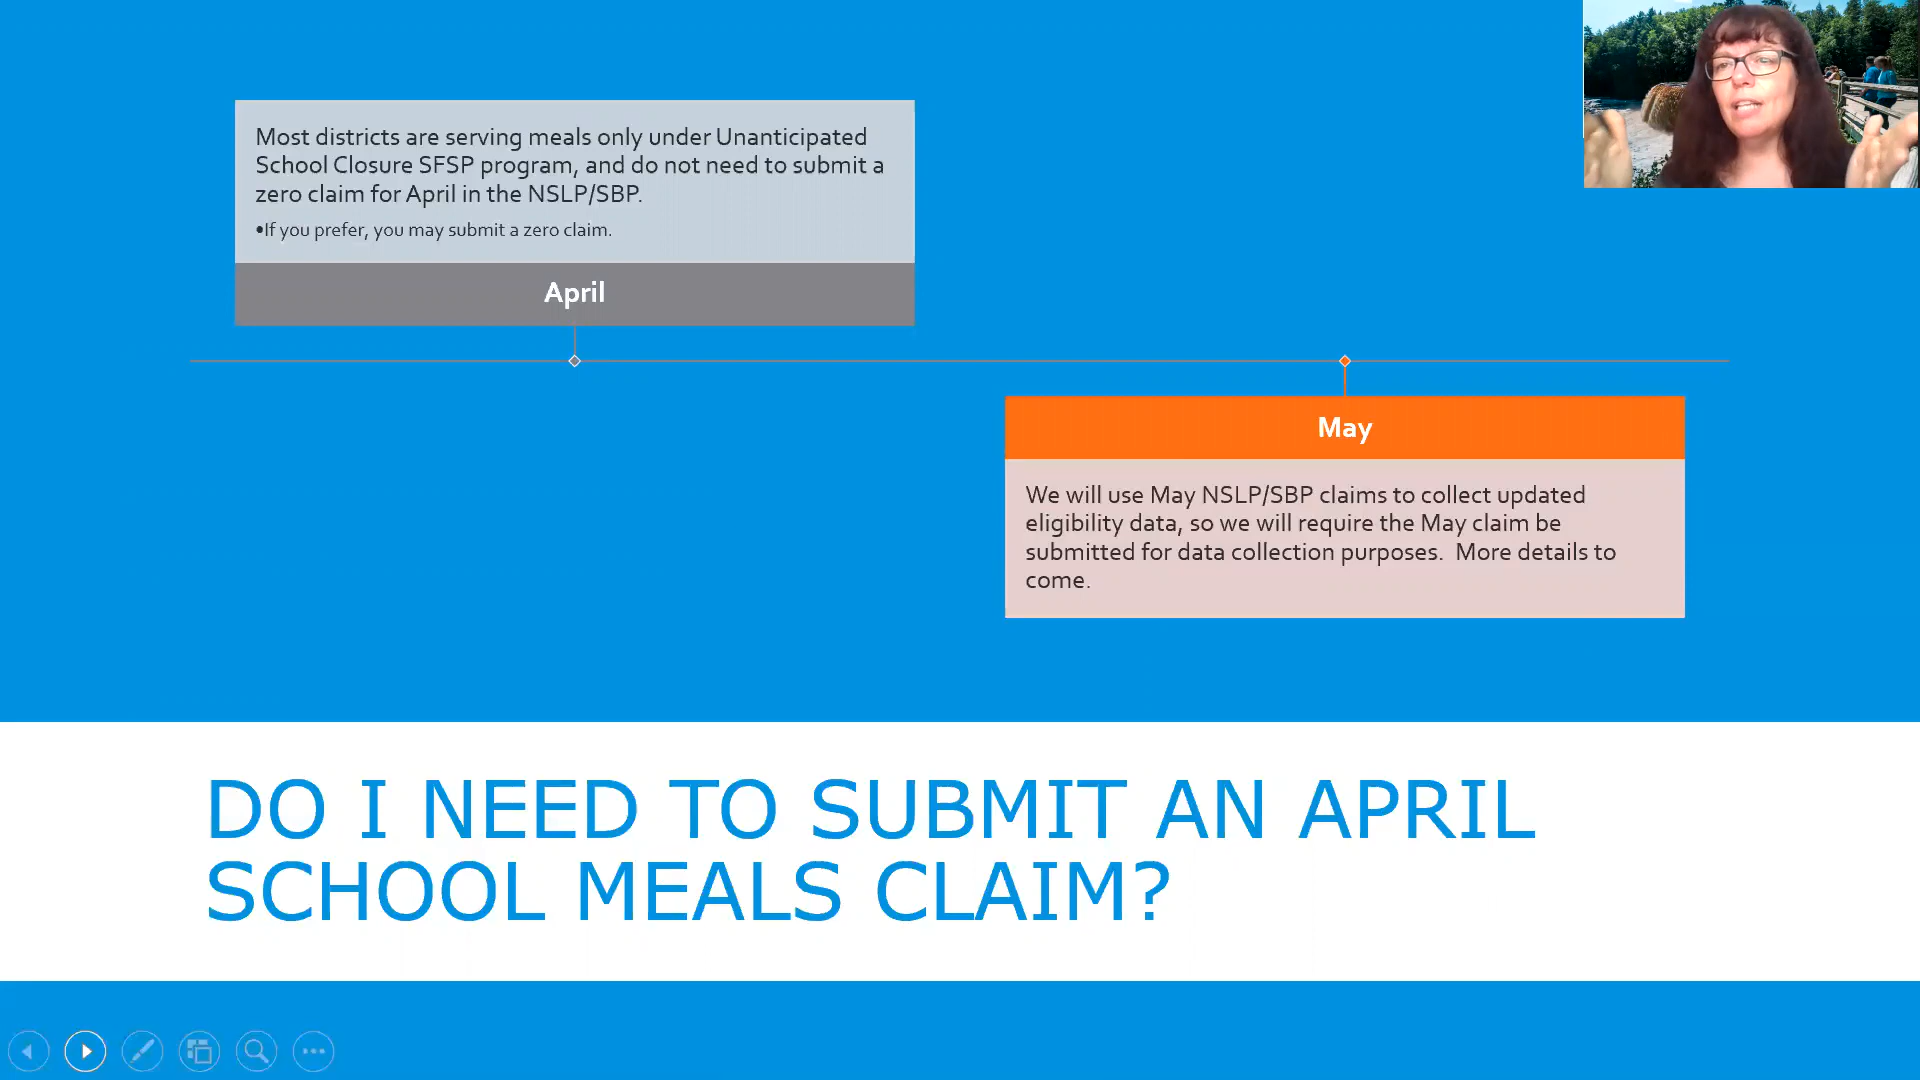 Most districts are serving meals only under Unanticipated
School Closure SFSP program, and do not need to submit a
zero claim for April in the NSLP/SBP.
•If you prefer, you may submit a zero claim.
April
May
We will use May NSLP/SBP claims to collect updated
eligibility data, so we will require the May claim be
submitted for data collection purposes.  More details to
come.
DO I NEED TO SUBMIT AN APRIL
SCHOOL MEALS CLAIM?